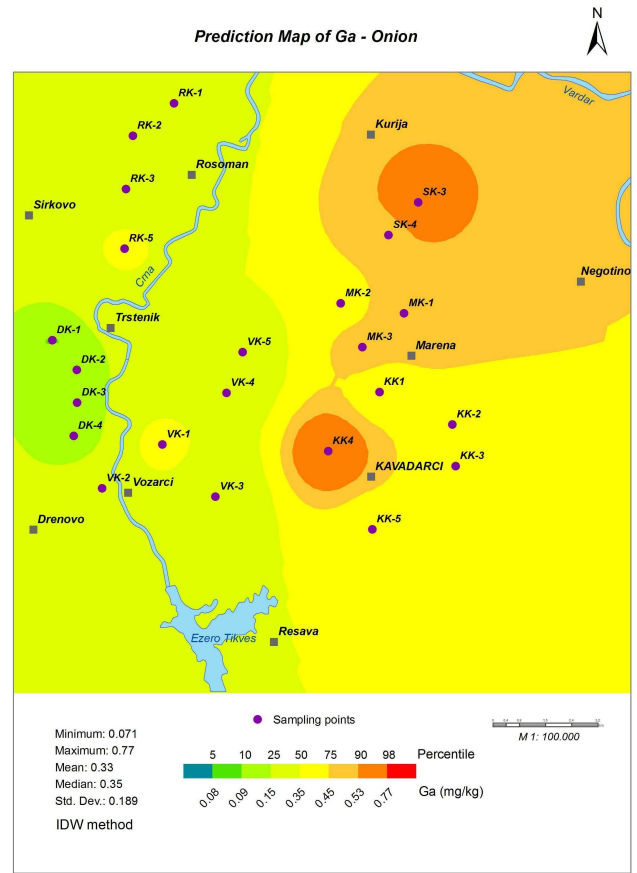 Prediction Map of Ga - Onion
N
RK-1
Vardar
RK-2
Kurija
Rosoman
RK-3
SK-3
Sirkovo
SK-4
RK-5
Crna
Negotino
MK-2
MK-1
Trstenik
DK-1
MK-3
VK-5
Marena
DK-2
VK-4
KK1
DK-3
KK-2
DK-4
VK-1
KK4
KK-3
KAVADARCI
VK-2
Vozarci
VK-3
Drenovo
KK-5
Resava
Ezero Tikves
Sampling points
M 1: 100.000
Minimum: 0.071
Maximum: 0.77
Mean: 0.33
Median: 0.35
Std. Dev.: 0.189
IDW method
5 10 25 50 75 90 98 Percentile
0.08 0.09 0.15 0.35 0.45 0.53 0.77 Ga (mg/kg)